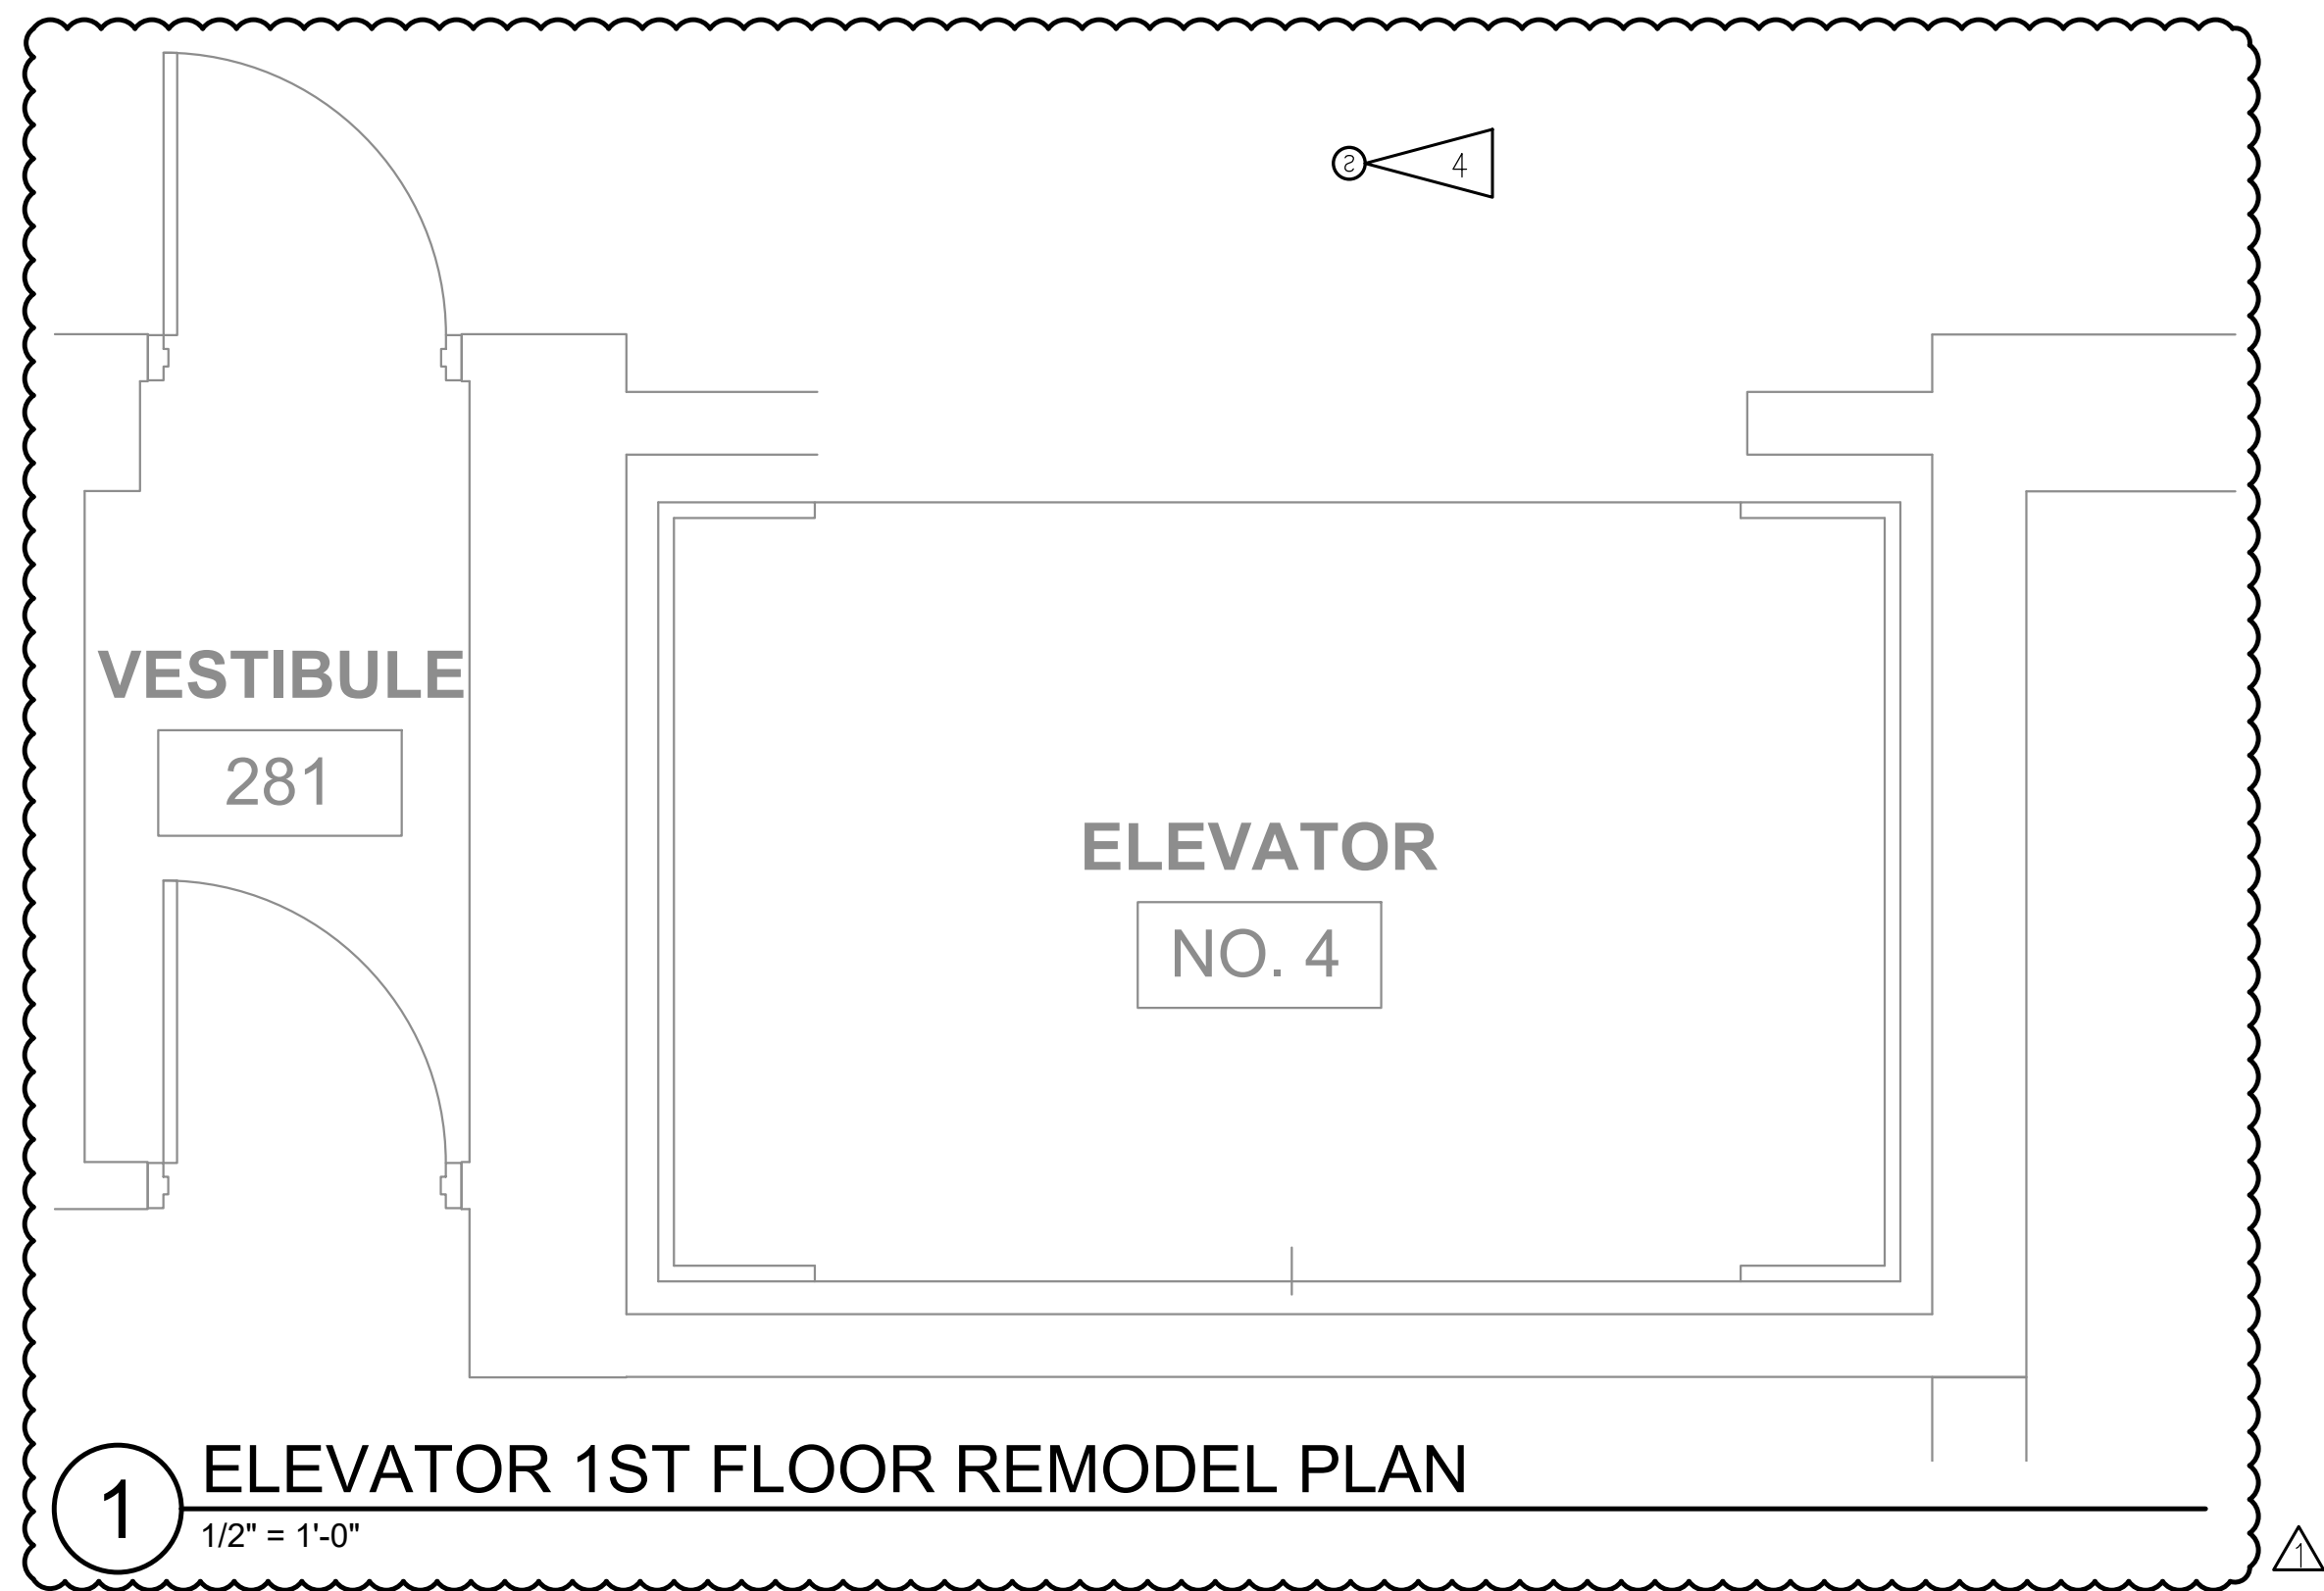 S
4
VESTIBULE
281
ELEVATOR
NO. 4
1
ELEVATOR 1ST FLOOR REMODEL PLAN
1/2" = 1'-0"
1